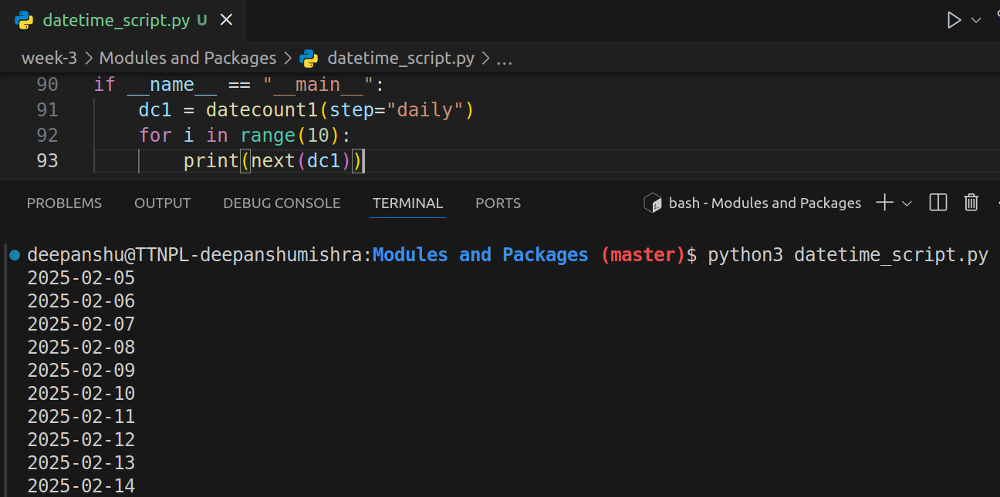 datetime_script.py U
week-3 > Modules and Packages > datetime_script.py > ...
90 if __name__ == "__main__":
91     dc1 = datecount1(step="daily")
92     for i in range(10):
93         print(next(dc1))
PROBLEMS OUTPUT DEBUG CONSOLE TERMINAL PORTS bash - Modules and Packages
deepanshu@TTNPL-deepanshumishra:Modules and Packages (master)$ python3 datetime_script.py
2025-02-05
2025-02-06
2025-02-07
2025-02-08
2025-02-09
2025-02-10
2025-02-11
2025-02-12
2025-02-13
2025-02-14